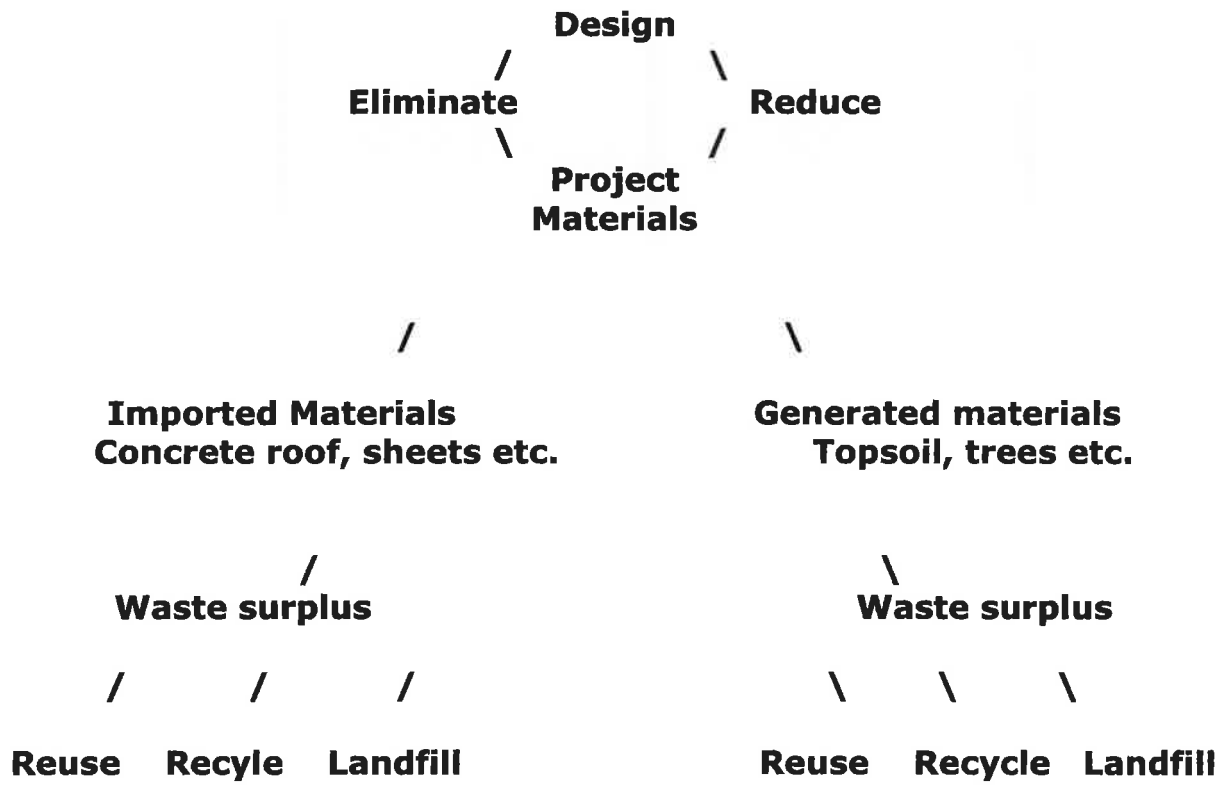 Design
/ \
Eliminate Reduce
\ /
Project
Materials
/ \
Imported Materials Generated materials
Concrete roof, sheets etc. Topsoil, trees etc.
/ \
Waste surplus Waste surplus
/ / / \ \ \
Reuse Recyle Landfill Reuse Recycle Landfill